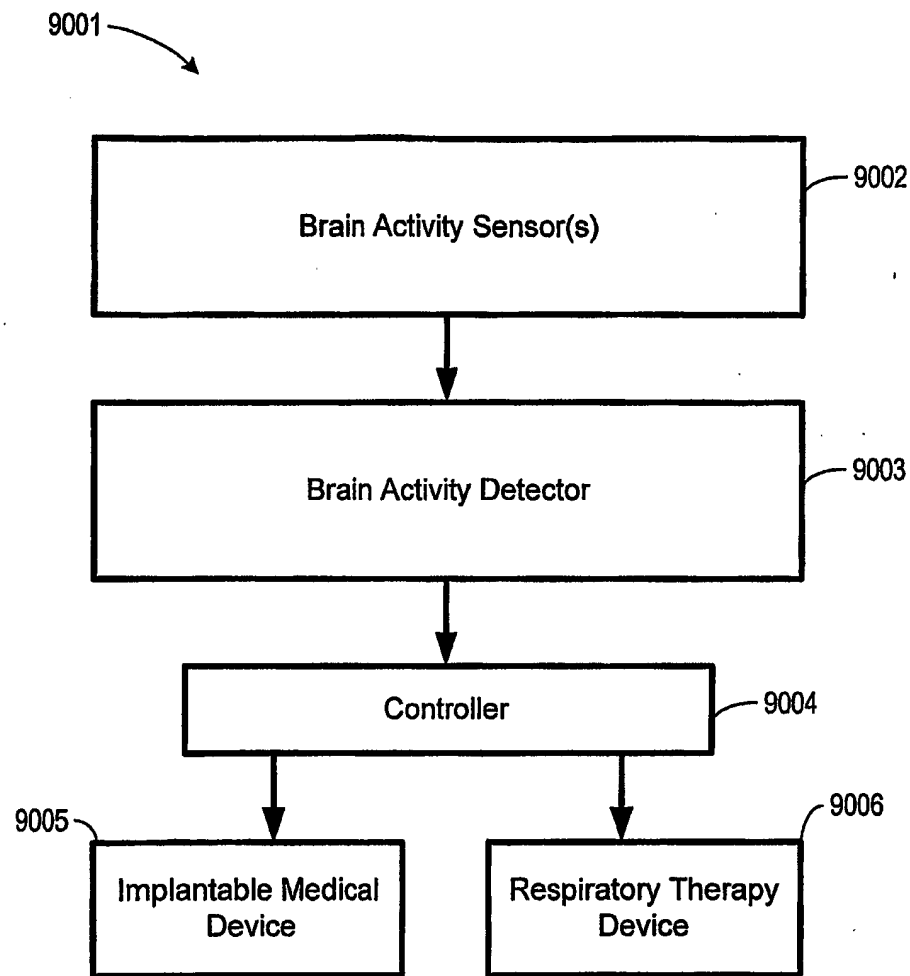 9001
Brain Activity Sensor(s)
9002
Brain Activity Detector
9003
Controller
9004
9005
Implantable Medical
Device
9006
Respiratory Therapy
Device